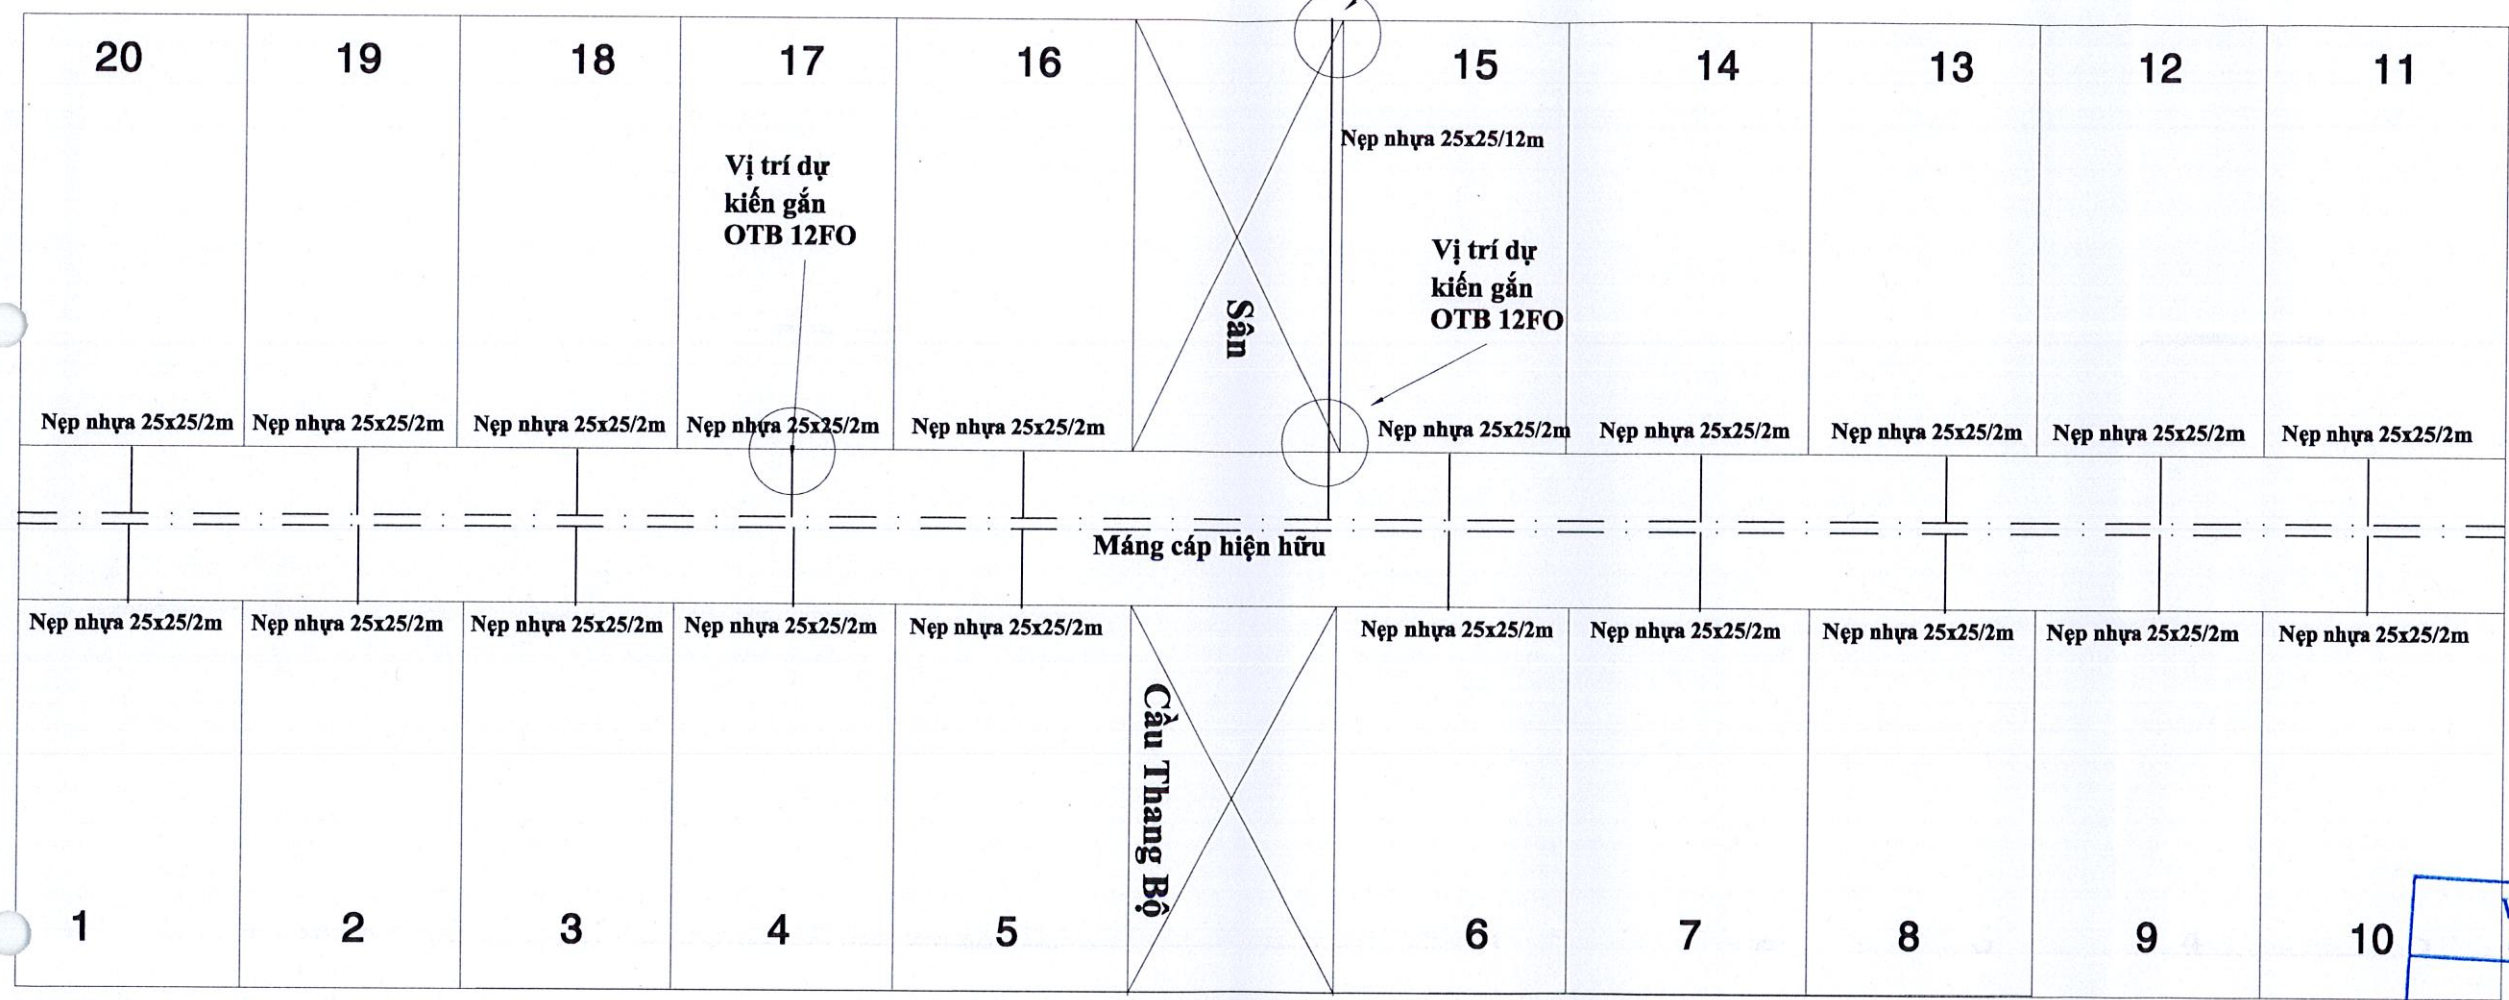 20
19
18
17
16
15
14
13
12
11
Nẹp nhựa 25x25/12m
Vị trí dự
kiến gắn
OTB 12FO
Vị trí dự
kiến gắn
OTB 12FO
Sân
Nẹp nhựa 25x25/2m
Nẹp nhựa 25x25/2m
Nẹp nhựa 25x25/2m
Nẹp nhựa 25x25/2m
Nẹp nhựa 25x25/2m
Nẹp nhựa 25x25/2m
Nẹp nhựa 25x25/2m
Nẹp nhựa 25x25/2m
Nẹp nhựa 25x25/2m
Nẹp nhựa 25x25/2m
Máng cáp hiện hữu
Nẹp nhựa 25x25/2m
Nẹp nhựa 25x25/2m
Nẹp nhựa 25x25/2m
Nẹp nhựa 25x25/2m
Nẹp nhựa 25x25/2m
Nẹp nhựa 25x25/2m
Nẹp nhựa 25x25/2m
Nẹp nhựa 25x25/2m
Nẹp nhựa 25x25/2m
Nẹp nhựa 25x25/2m
Cầu Thang Bộ
1
2
3
4
5
6
7
8
9
10